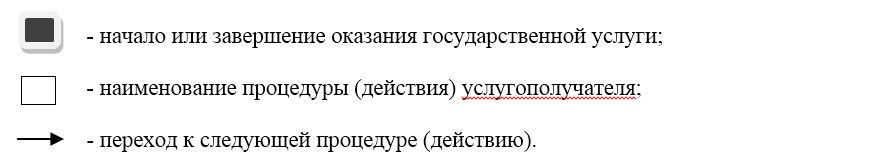 - начало или завершение оказания государственной услуги;
- наименование процедуры (действия) услугополучателя;
- переход к следующей процедуре (действию).